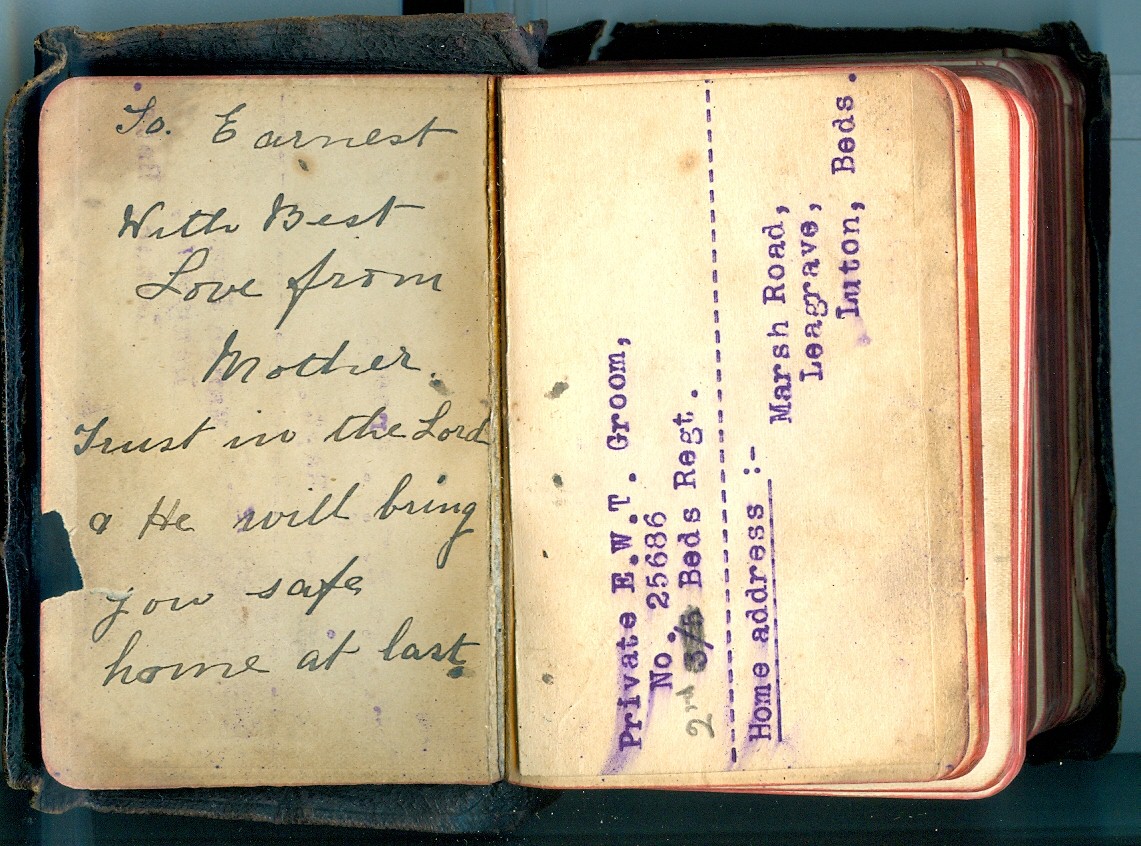 To. Earnest
With Best
Love from
Mother.
Trust in the Lord
& He will bring
you safe
home at last.
Private E.W.T. Groom,
No. 25686
2rd Beds Regt.
Home address :-
Marsh Road,
Leagrave,
Luton, Beds.